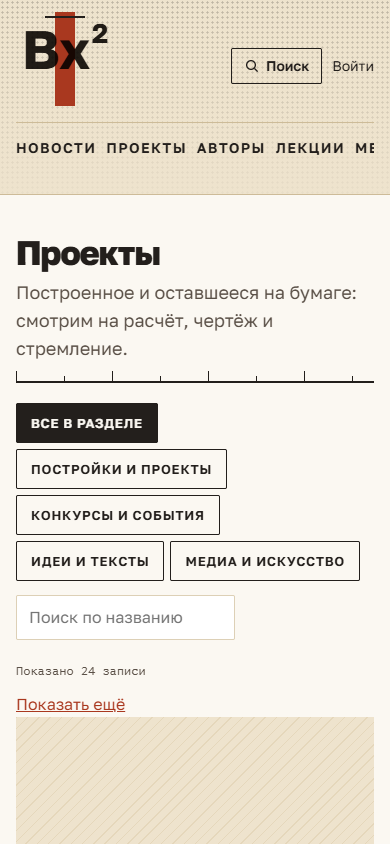 Вх²
Поиск
Войти
НОВОСТИ ПРОЕКТЫ АВТОРЫ ЛЕКЦИИ МЕ
Проекты
Построенное и оставшееся на бумаге:
смотрим на расчёт, чертёж и
стремление.
ВСЕ В РАЗДЕЛЕ
ПОСТРОЙКИ И ПРОЕКТЫ
КОНКУРСЫ И СОБЫТИЯ
ИДЕИ И ТЕКСТЫ
МЕДИА И ИСКУССТВО
Поиск по названию
Показано 24 записи
Показать ещё